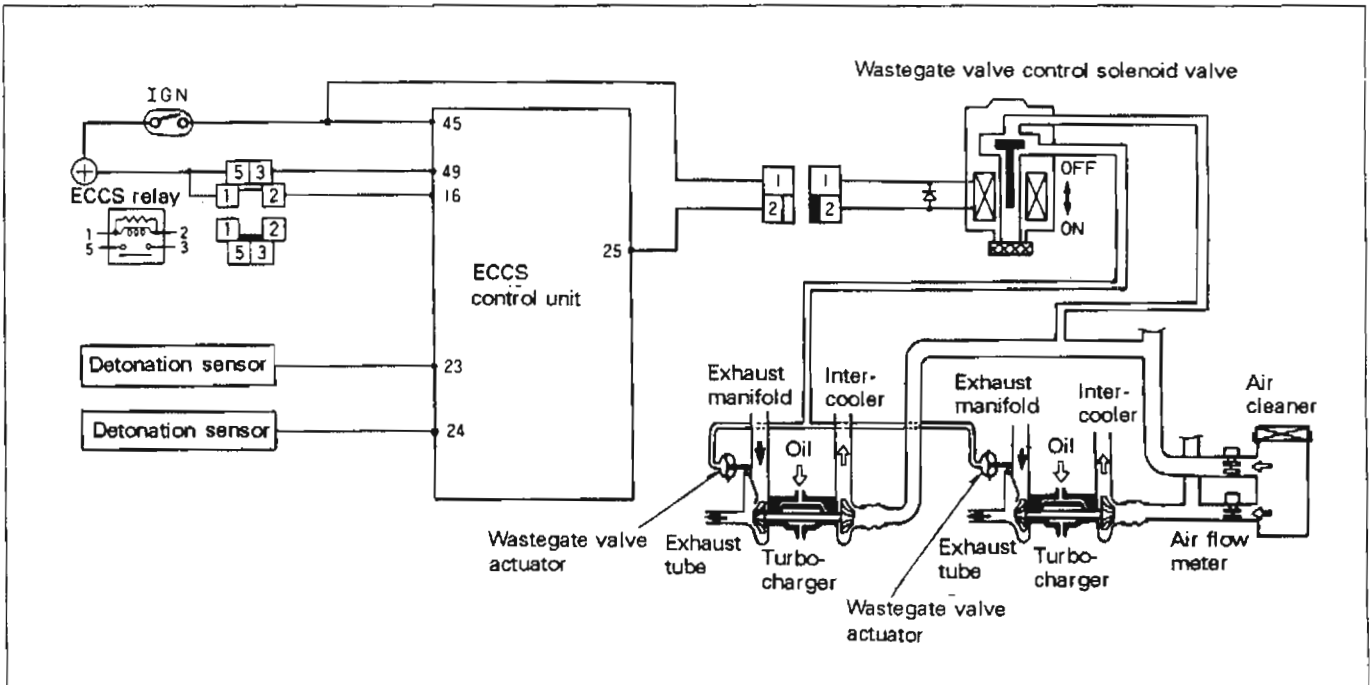 Wastegate valve control solenoid valve
IGN
45
5 3
49
1 2
16
ECCS relay
1
2
5
3
1 2
5 3
25
ECCS
control unit
1
2
1
2
OFF
ON
Detonation sensor
23
Detonation sensor
24
Exhaust
manifold
Inter-
cooler
Oil
Exhaust
manifold
Inter-
cooler
Oil
Air
cleaner
Wastegate valve
actuator
Exhaust
tube
Turbo-
charger
Exhaust
tube
Turbo-
charger
Air flow
meter
Wastegate valve
actuator